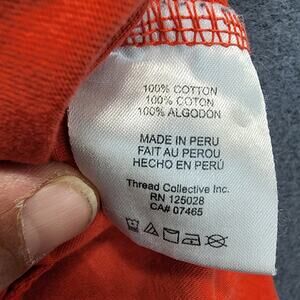 100% COTTON
100% COTON
100% ALGODÓN
MADE IN PERU
FAIT AU PEROU
HECHO EN PERÚ
Thread Collective Inc.
RN 125028
CA# 07465